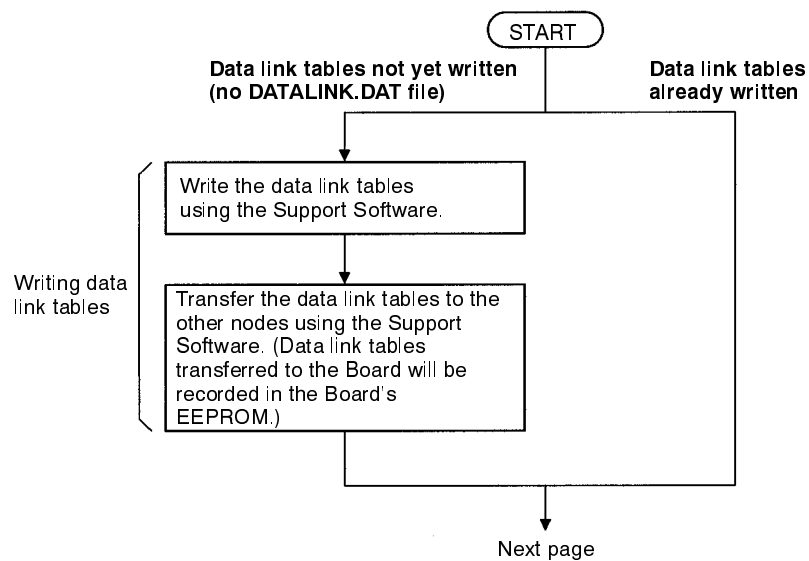 START
Data link tables not yet written
(no DATALINK.DAT file)
Data link tables
already written
Write the data link tables
using the Support Software.
Writing data
link tables
Transfer the data link tables to the
other nodes using the Support
Software. (Data link tables
transferred to the Board will be
recorded in the Board's
EEPROM.)
Next page